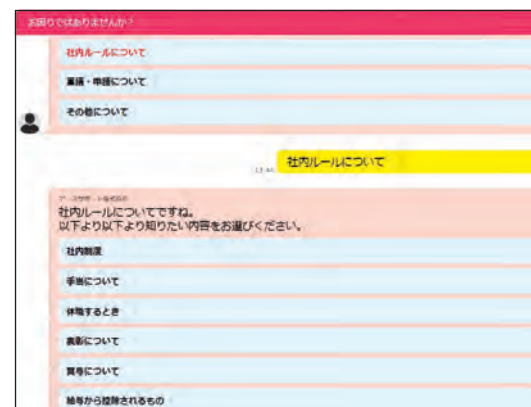 お困りではありませんか？
社内ルールについて
稟議・申請について
その他について
社内ルールについて
社内ルールについてですね。
以下より以下より知りたい内容をお選びください。
社内制度
手当について
休職するとき
表彰について
賞与について
給与から控除されるもの